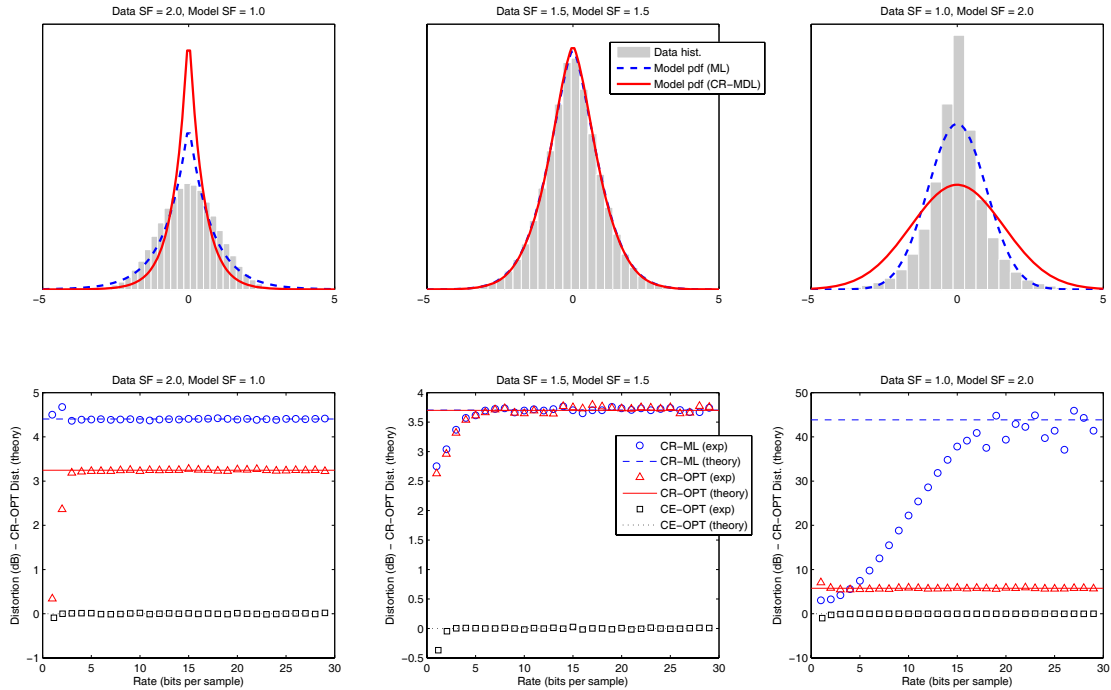 Data SF = 2.0, Model SF = 1.0
Data SF = 1.5, Model SF = 1.5
Data SF = 1.0, Model SF = 2.0
Data hist.
Model pdf (ML)
Model pdf (CR−MDL)
−5 0 5
−5 0 5
−5 0 5
Data SF = 2.0, Model SF = 1.0
5
4
3
2
1
0
−1
0 5 10 15 20 25 30
Rate (bits per sample)
Distortion (dB) − CR−OPT Dist. (theory)
Data SF = 1.5, Model SF = 1.5
4
3.5
3
2.5
2
1.5
1
0.5
0
−0.5
0 5 10 15 20 25 30
Rate (bits per sample)
Distortion (dB) − CR−OPT Dist. (theory)
CR−ML (exp)
CR−ML (theory)
CR−OPT (exp)
CR−OPT (theory)
CE−OPT (exp)
CE−OPT (theory)
Data SF = 1.0, Model SF = 2.0
50
40
30
20
10
0
−10
0 5 10 15 20 25 30
Rate (bits per sample)
Distortion (dB) − CR−OPT Dist. (theory)